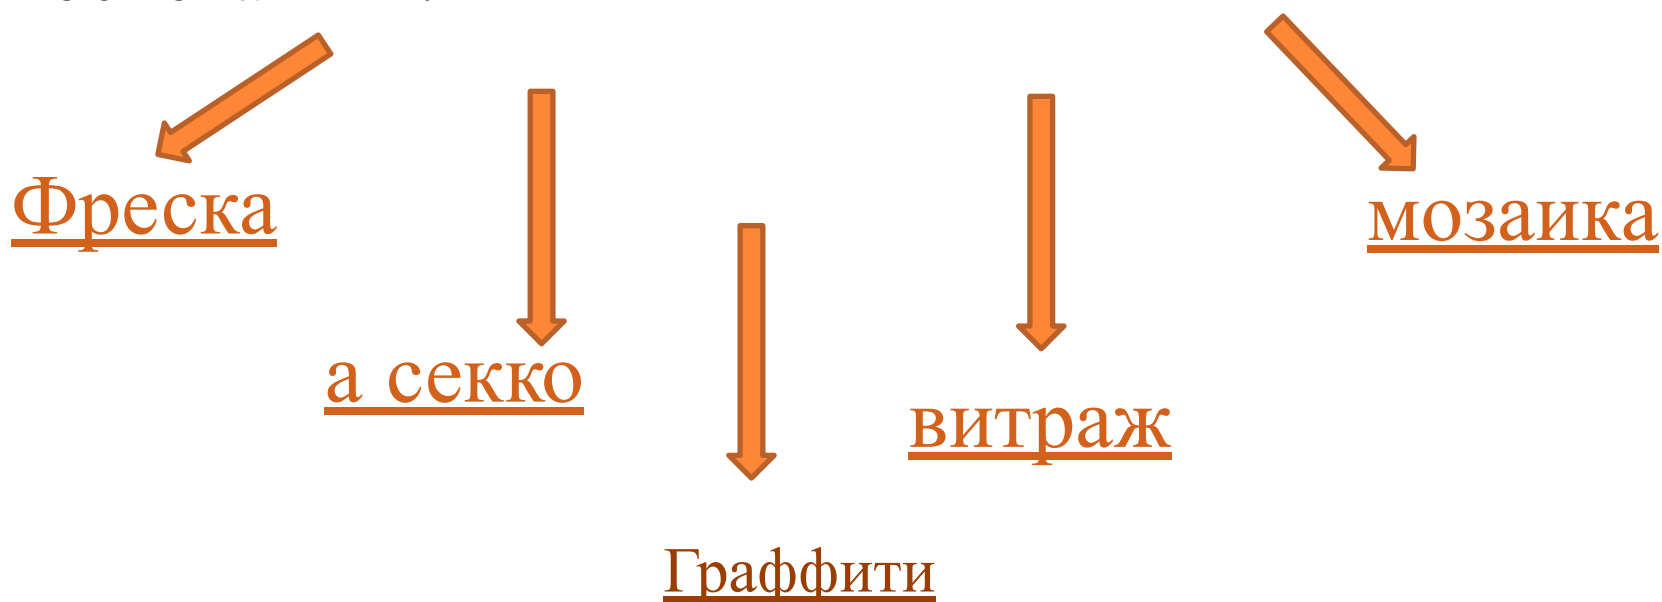 Фреска
мозаика
а секко
витраж
Граффити